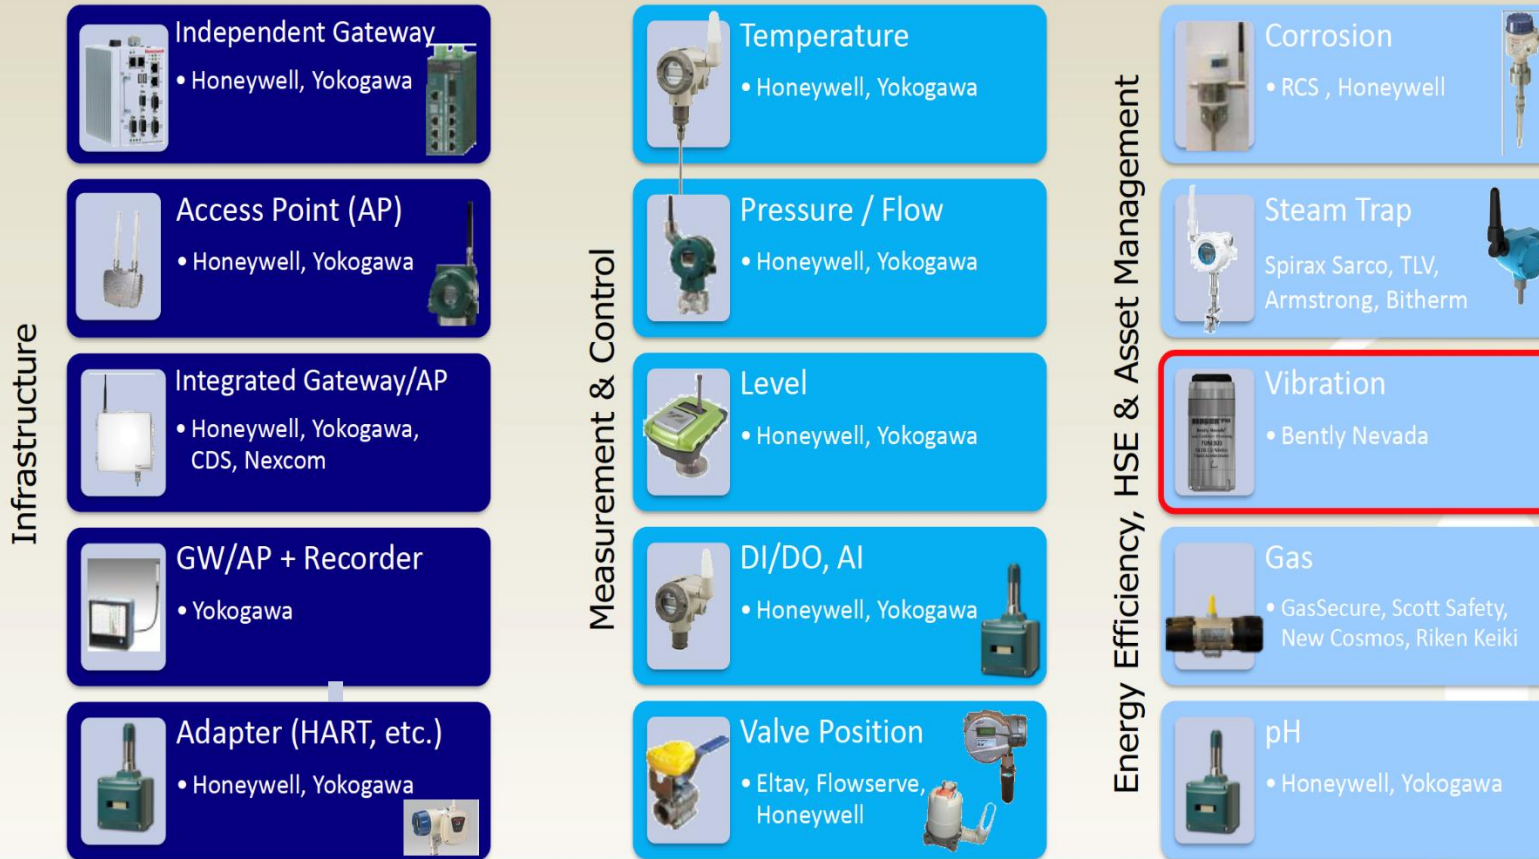 Infrastructure
Independent Gateway
• Honeywell, Yokogawa
Access Point (AP)
• Honeywell, Yokogawa
Integrated Gateway/AP
• Honeywell, Yokogawa,
CDS, Nexcom
GW/AP + Recorder
• Yokogawa
Adapter (HART, etc.)
• Honeywell, Yokogawa
Measurement & Control
Temperature
• Honeywell, Yokogawa
Pressure / Flow
• Honeywell, Yokogawa
Level
• Honeywell, Yokogawa
DI/DO, AI
• Honeywell, Yokogawa
Valve Position
• Eltav, Flowserve,
Honeywell
Energy Efficiency, HSE & Asset Management
Corrosion
• RCS , Honeywell
Steam Trap
Spirax Sarco, TLV,
Armstrong, Bitherm
Vibration
• Bently Nevada
Gas
• GasSecure, Scott Safety,
New Cosmos, Riken Keiki
pH
• Honeywell, Yokogawa